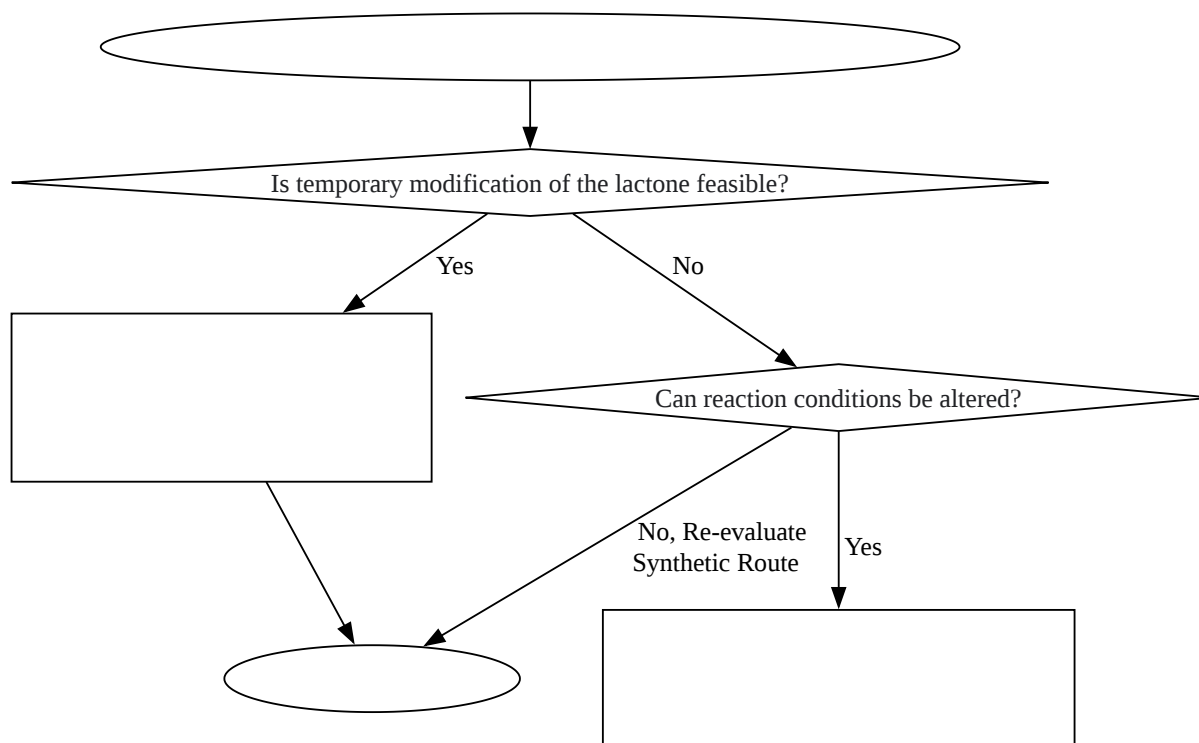 Is temporary modification of the lactone feasible?
Yes
No
Can reaction conditions be altered?
No, Re-evaluate
Synthetic Route
Yes